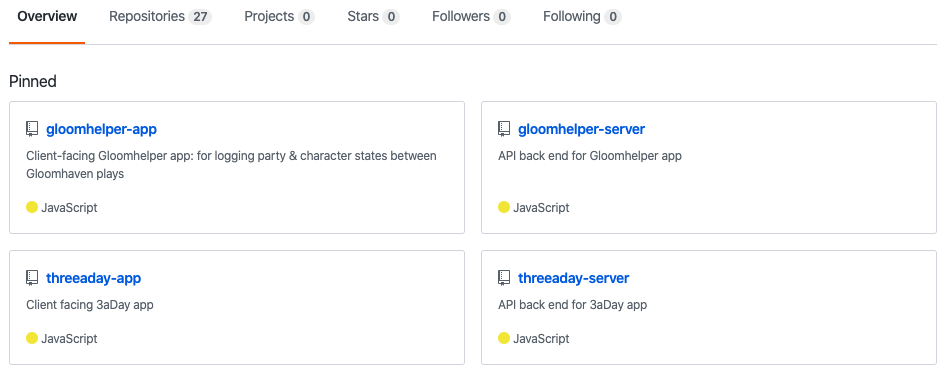 Overview Repositories 27 Projects 0 Stars 0 Followers 0 Following 0
Pinned
gloomhelper-app
Client-facing Gloomhelper app: for logging party & character states between
Gloomhaven plays
JavaScript
gloomhelper-server
API back end for Gloomhelper app
JavaScript
threeaday-app
Client facing 3aDay app
JavaScript
threeaday-server
API back end for 3aDay app
JavaScript